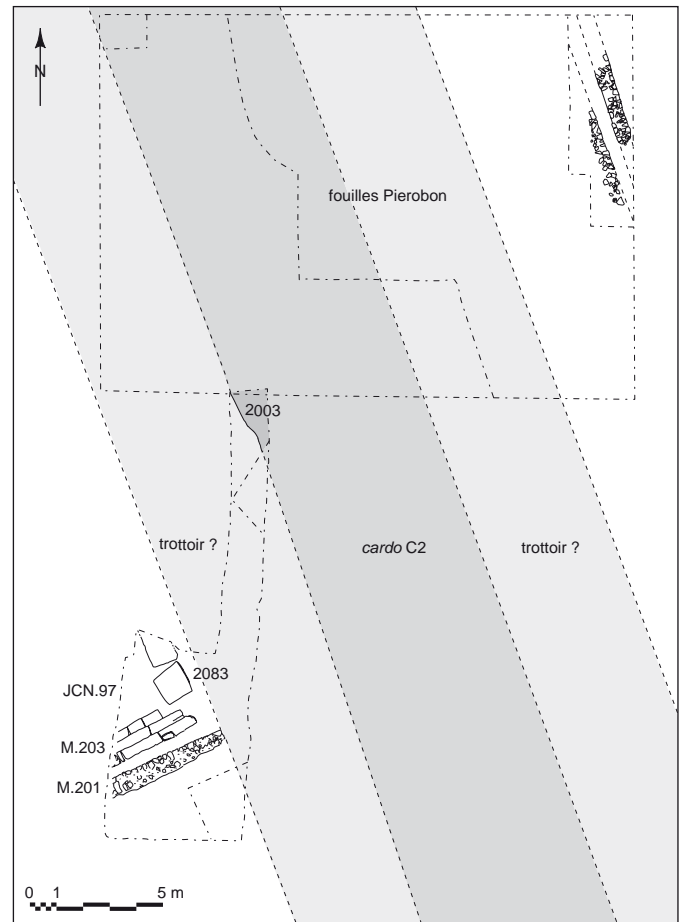 N
fouilles Pierobon
2003
trottoir ?
cardo C2
trottoir ?
2083
JCN.97
M.203
M.201
0 1 5 m